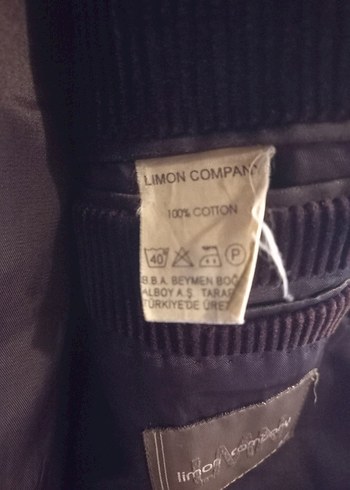 LIMON COMPANY
100% COTTON
40 P
B.B.A. BEYMEN BOĞ
ALBOY A.Ş. TARAF
TÜRKİYE'DE ÜRET
limon company